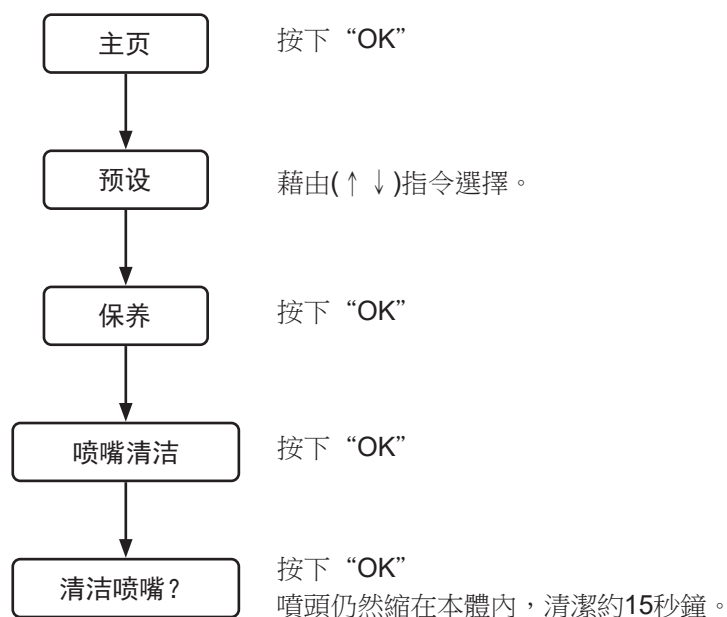 主页
按下“OK”
预设
藉由(↑↓)指令選擇。
保养
按下“OK”
喷嘴清洁
按下“OK”
清洁喷嘴?
按下“OK”
噴頭仍然縮在本體內，清潔約15秒鐘。